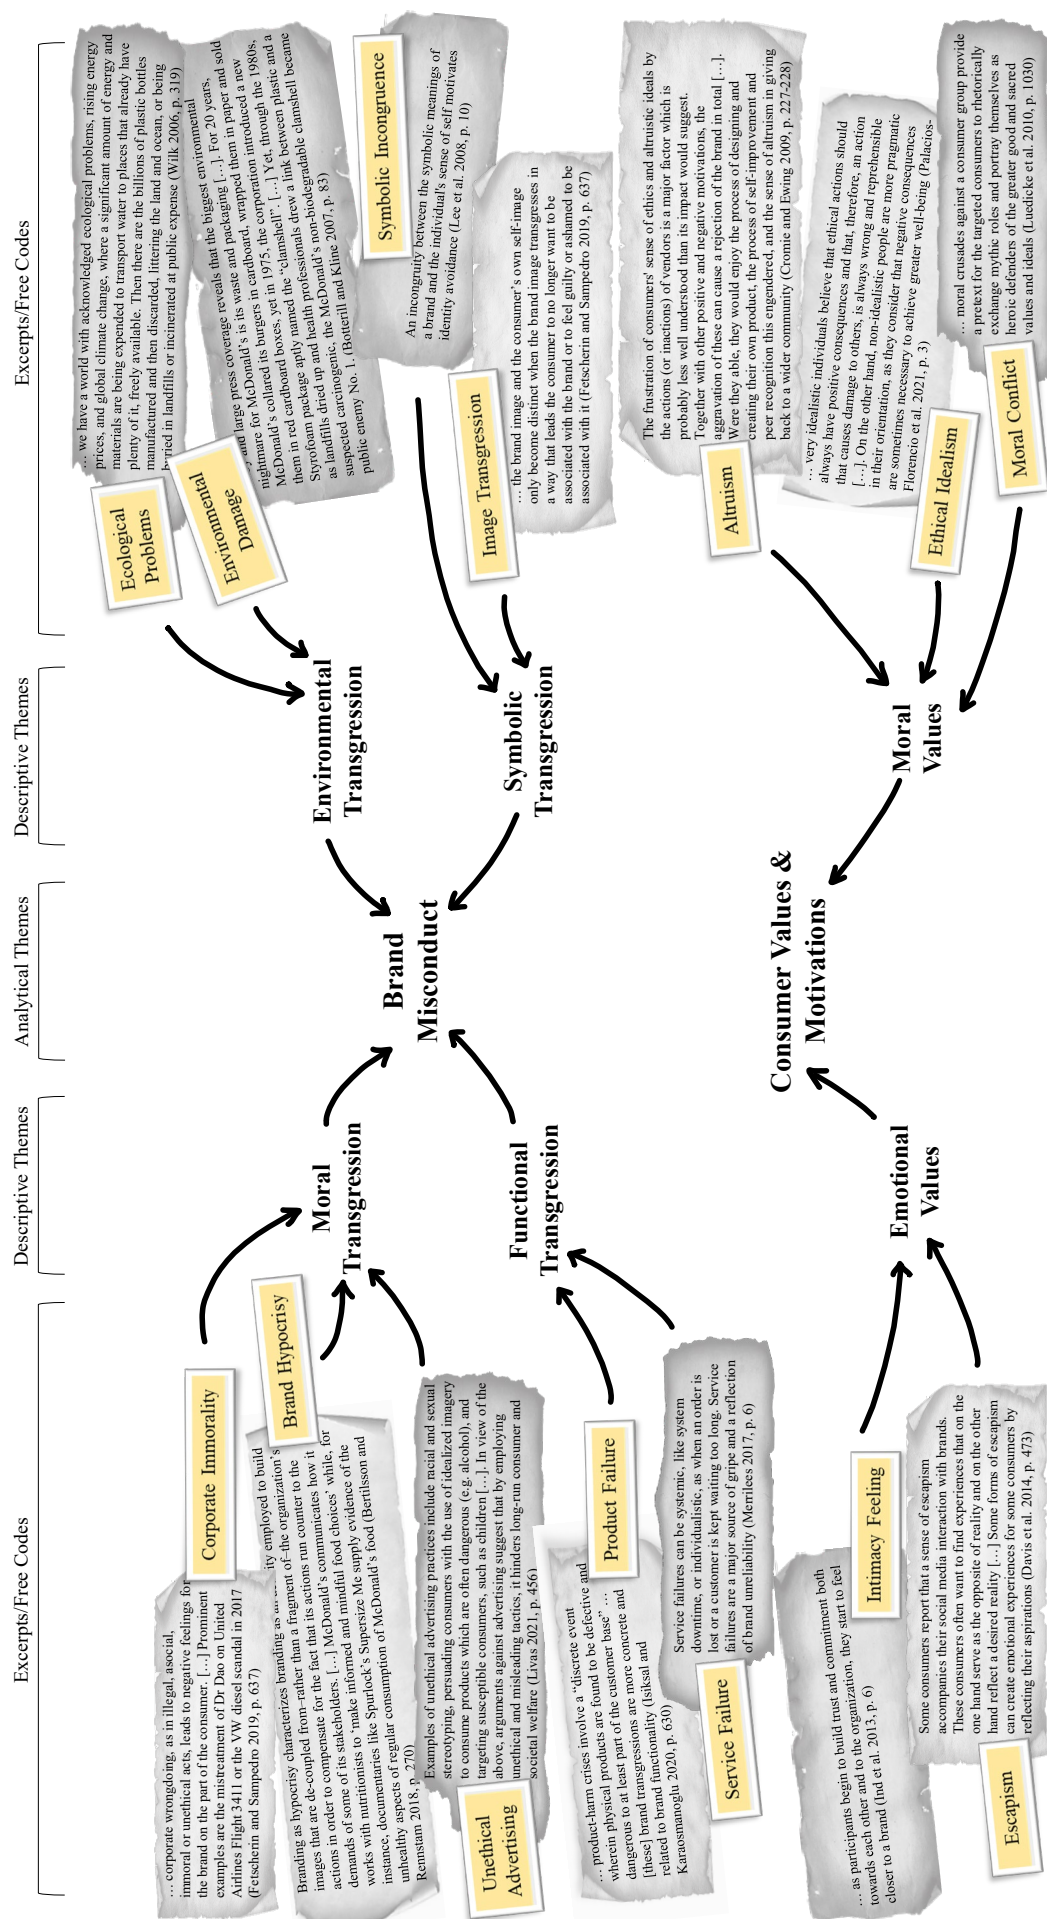 Excerpts/Free Codes
Descriptive Themes
Analytical Themes
Descriptive Themes
Excerpts/Free Codes
… corporate wrongdoing, as in illegal, asocial,
immoral or unethical acts, leads to negative feelings for
the brand on the part of the consumer. […] Prominent
examples are the mistreatment of Dr Dao on United
Airlines Flight 3411 or the VW diesel scandal in 2017
(Fetscherin and Sampedro 2019, p. 637)
Corporate Immorality
Branding as hypocrisy characterizes branding as an ity employed to build
images that are de-coupled from–rather than a fragment of–the organization's
actions in order to compensate for the fact that its actions run counter to the
demands of some of its stakeholders. […] McDonald's communicates how it
works with nutritionists to 'make informed and mindful food choices' while, for
instance, documentaries like Spurlock's Supersize Me supply evidence of the
unhealthy aspects of regular consumption of McDonald's food (Bertilsson and
Rennstam 2018, p. 270)
Brand Hypocrisy
Examples of unethical advertising practices include racial and sexual
stereotyping, persuading consumers with the use of idealized imagery
to consume products which are often dangerous (e.g. alcohol), and
targeting susceptible consumers, such as children […]. In view of the
above, arguments against advertising suggest that by employing
unethical and misleading tactics, it hinders long-run consumer and
societal welfare (Livas 2021, p. 456)
Unethical
Advertising
… product-harm crises involve a “discrete event
wherein physical products are found to be defective and
dangerous to at least part of the customer base” …
[these] brand transgressions are more concrete and
related to brand functionality (Isiksal and
Karaosmanoglu 2020, p. 630)
Product Failure
Service failures can be systemic, like system
downtime, or individualistic, as when an order is
lost or a customer is kept waiting too long. Service
failures are a major source of gripe and a reflection
of brand unreliability (Merrilees 2017, p. 6)
Service Failure
… as participants begin to build trust and commitment both
towards each other and to the organization, they start to feel
closer to a brand (Ind et al. 2013, p. 6)
Intimacy Feeling
Some consumers report that a sense of escapism
accompanies their social media interaction with brands.
These consumers often want to find experiences that on the
one hand serve as the opposite of reality and on the other
hand reflect a desired reality […] Some forms of escapism
can create emotional experiences for some consumers by
reflecting their aspirations (Davis et al. 2014, p. 473)
Escapism
Moral
Transgression
Functional
Transgression
Emotional
Values
Brand
Misconduct
Consumer Values &
Motivations
Environmental
Transgression
Symbolic
Transgression
Moral
Values
Ecological
Problems
… we have a world with acknowledged ecological problems, rising energy
prices, and global climate change, where a significant amount of energy and
materials are being expended to transport water to places that already have
plenty of it, freely available. Then there are the billions of plastic bottles
manufactured and then discarded, littering the land and ocean, or being
buried in landfills or incinerated at public expense (Wilk 2006, p. 319)
Environmental
Damage
environmental
and large press coverage reveals that the biggest environmental
nightmare for McDonald's is its waste and packaging […]. For 20 years,
McDonald's collared its burgers in cardboard, wrapped them in paper and sold
them in red cardboard boxes, yet in 1975, the corporation introduced a new
Styrofoam package aptly named the “clamshell”. […] Yet, through the 1980s,
as landfills dried up and health professionals drew a link between plastic and a
suspected carcinogenic, the McDonald's non-biodegradable clamshell became
public enemy No. 1. (Botterill and Kline 2007, p. 83)
Symbolic Incongruence
An incongruity between the symbolic meanings of
a brand and the individual's sense of self motivates
identity avoidance (Lee et al. 2008, p. 10)
Image Transgression
… the brand image and the consumer's own self-image
only become distinct when the brand image transgresses in
a way that leads the consumer to no longer want to be
associated with the brand or to feel guilty or ashamed to be
associated with it (Fetscherin and Sampedro 2019, p. 637)
Altruism
The frustration of consumers' sense of ethics and altruistic ideals by
the actions (or inactions) of vendors is a major factor which is
probably less well understood than its impact would suggest.
Together with other positive and negative motivations, the
aggravation of these can cause a rejection of the brand in total […].
Were they able, they would enjoy the process of designing and
creating their own product, the process of self-improvement and
peer recognition this engendered, and the sense of altruism in giving
back to a wider community (Cromie and Ewing 2009, p. 227-228)
Ethical Idealism
… very idealistic individuals believe that ethical actions should
always have positive consequences and that, therefore, an action
that causes damage to others, is always wrong and reprehensible
[…]. On the other hand, non-idealistic people are more pragmatic
in their orientation, as they consider that negative consequences
are sometimes necessary to achieve greater well-being (Palacios-
Florencio et al. 2021, p. 3)
Moral Conflict
… moral crusades against a consumer group provide
a pretext for the targeted consumers to rhetorically
exchange mythic roles and portray themselves as
heroic defenders of the greater good and sacred
values and ideals (Luedicke et al. 2010, p. 1030)